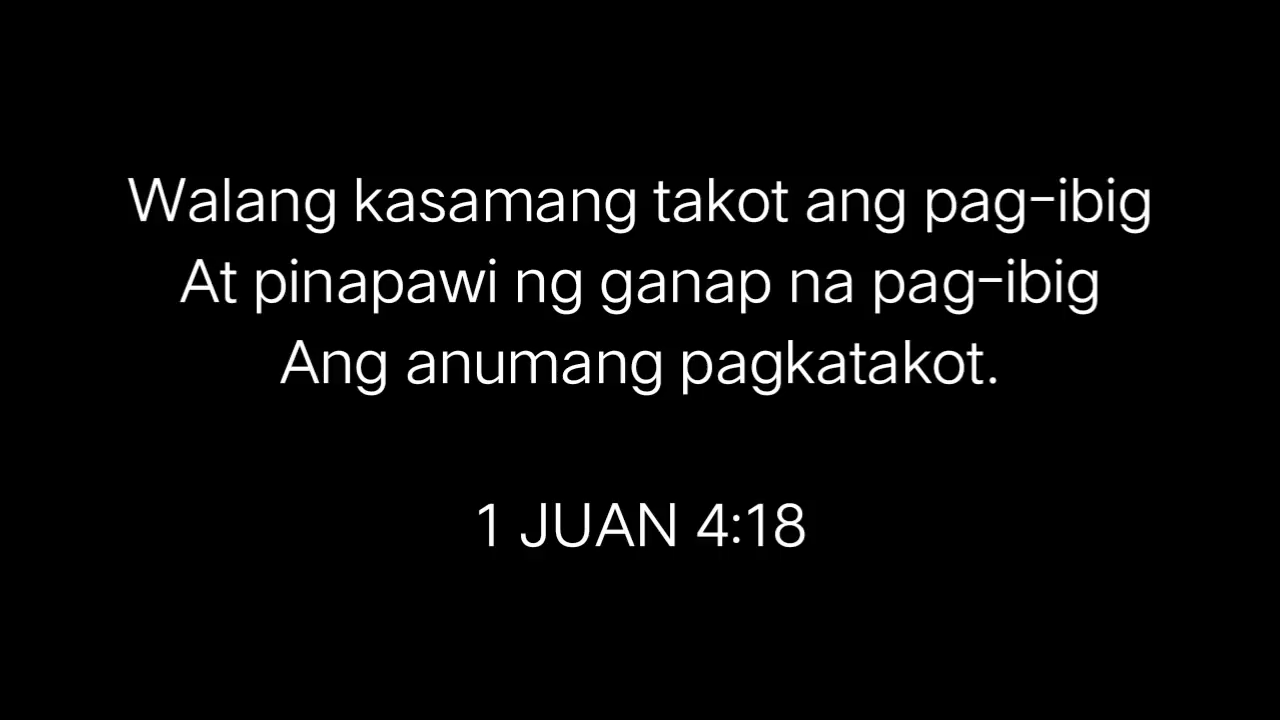 Walang kasamang takot ang pag-ibig
At pinapawi ng ganap na pag-ibig
Ang anumang pagkatakot.
1 JUAN 4:18